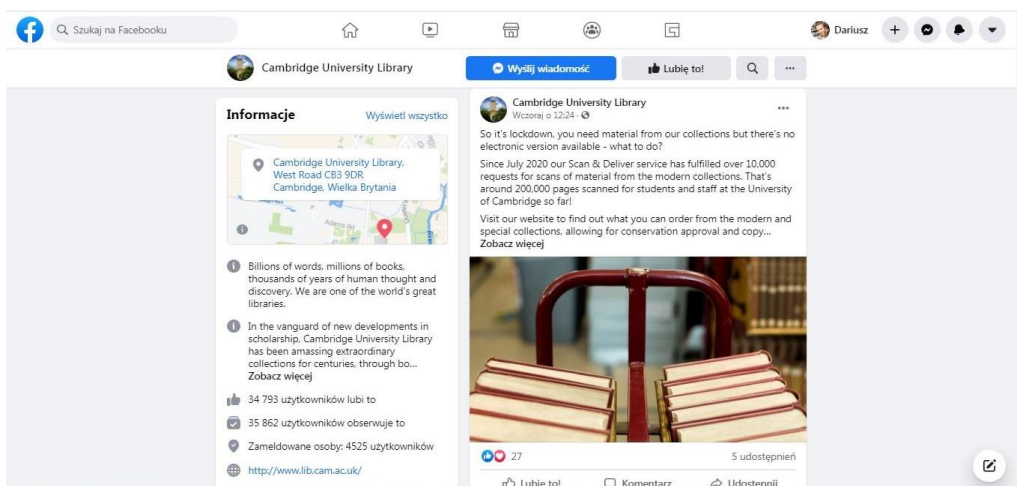 Szukaj na Facebooku
Dariusz
Cambridge University Library
Wyślij wiadomość
Lubię to!
Informacje
Wyświetl wszystko
Cambridge University Library,
West Road CB3 9DR
Cambridge, Wielka Brytania
Adams Rd
Billions of words, millions of books,
thousands of years of human thought and
discovery. We are one of the world's great
libraries.
In the vanguard of new developments in
scholarship, Cambridge University Library
has been amassing extraordinary
collections for centuries, through bo...
Zobacz więcej
34 793 użytkowników lubi to
35 862 użytkowników obserwuje to
Zameldowane osoby: 4525 użytkowników
http://www.lib.cam.ac.uk/
Cambridge University Library
Wczoraj o 12:24 ·
So it's lockdown, you need material from our collections but there's no
electronic version available - what to do?
Since July 2020 our Scan & Deliver service has fulfilled over 10,000
requests for scans of material from the modern collections. That's
around 200,000 pages scanned for students and staff at the University
of Cambridge so far!
Visit our website to find out what you can order from the modern and
special collections, allowing for conservation approval and copy...
Zobacz więcej
27
5 udostępnień
Lubię to!
Komentarz
Udostępnij